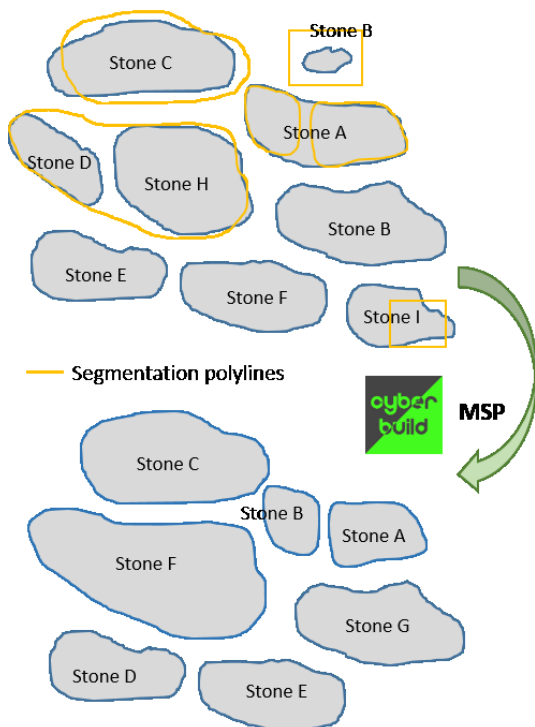 Stone B
Stone C
Stone A
Stone D
Stone H
Stone B
Stone E
Stone F
Stone I
Segmentation polylines
cyber
build
MSP
Stone C
Stone B
Stone A
Stone F
Stone G
Stone D
Stone E